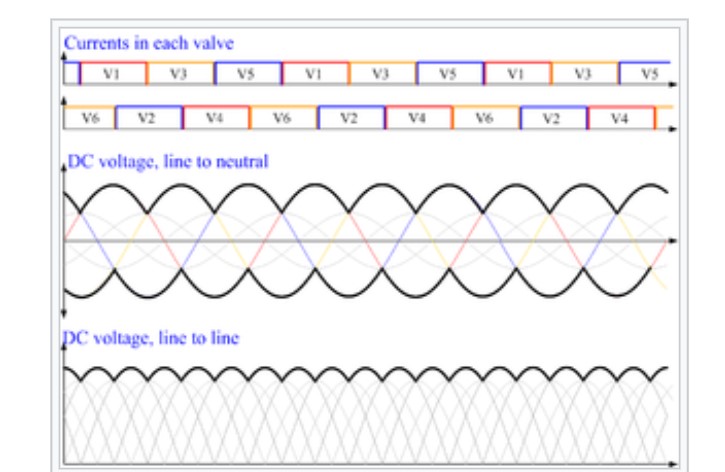 Currents in each valve
V1 V3 V5 V1 V3 V5 V1 V3 V5
V6 V2 V4 V6 V2 V4 V6 V2 V4
DC voltage, line to neutral
DC voltage, line to line